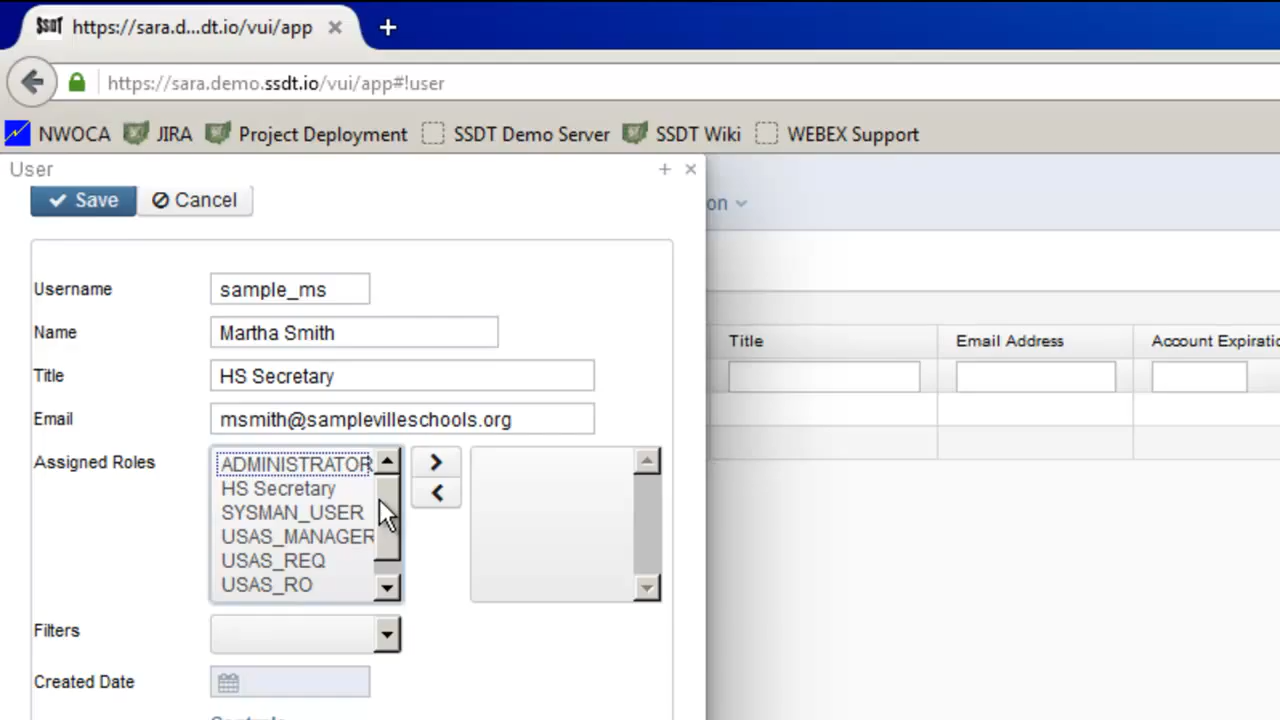 SSDT https://sara.d...dt.io/vui/app
https://sara.demo.ssdt.io/vui/app#!user
NWOCA JIRA Project Deployment SSDT Demo Server SSDT Wiki WEBEX Support
User
Save Cancel
on
Username sample_ms
Name Martha Smith
Title Email Address Account Expiratio
Title HS Secretary
Email msmith@samplevilleschools.org
Assigned Roles
ADMINISTRATOR
HS Secretary
SYSMAN_USER
USAS_MANAGER
USAS_REQ
USAS_RO
Filters
Created Date